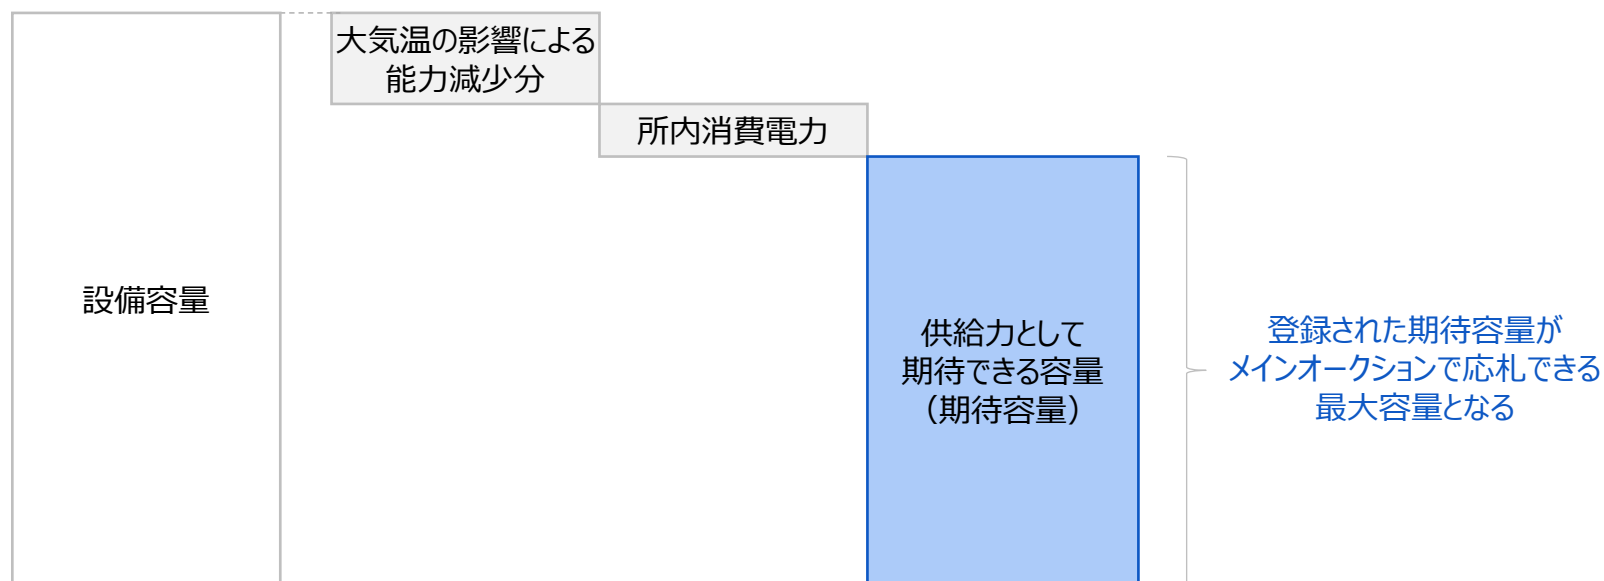 大気温の影響による
能力減少分
所内消費電力
設備容量
供給力として
期待できる容量
（期待容量）
登録された期待容量が
メインオークションで応札できる
最大容量となる